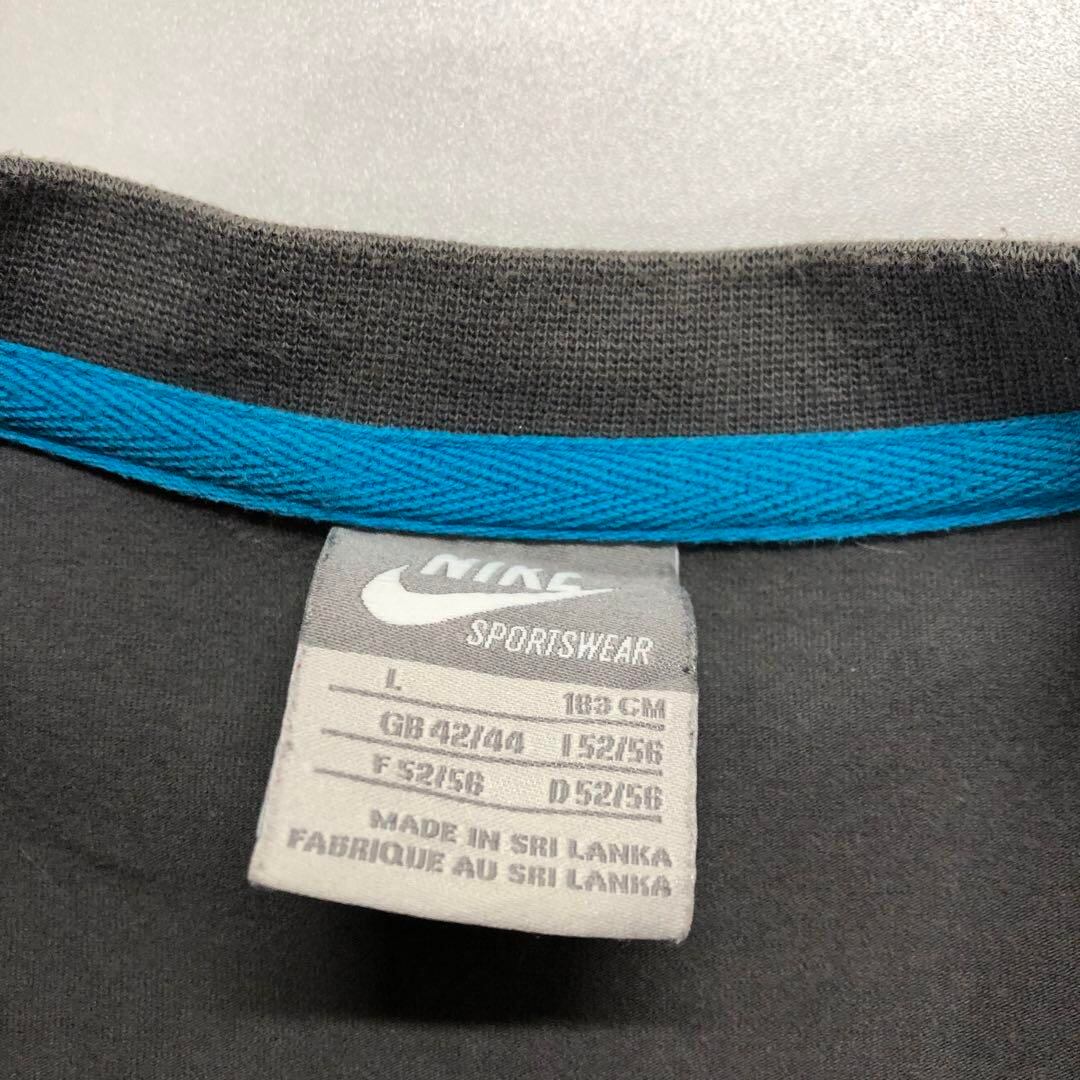 NIKE
SPORTSWEAR
L 183 CM
GB 42/44 I 52/56
F 52/56 D 52/56
MADE IN SRI LANKA
FABRIQUE AU SRI LANKA